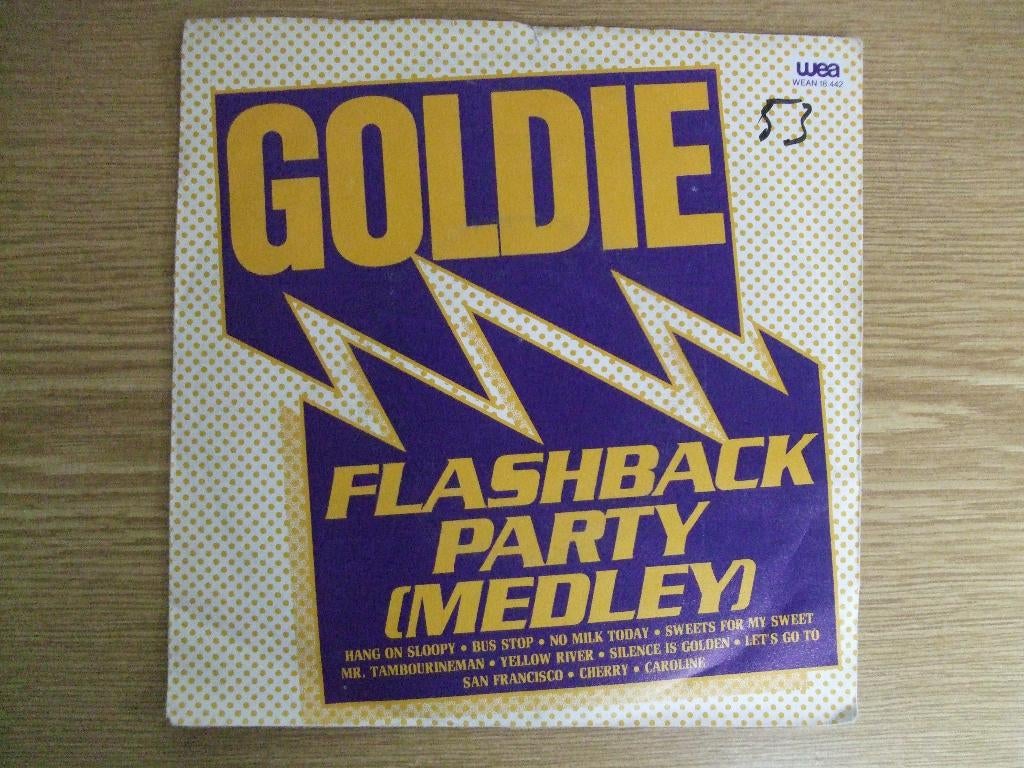 wea
WEAN 18.442
53
GOLDIE
FLASHBACK
PARTY
(MEDLEY)
HANG ON SLOOPY • BUS STOP • NO MILK TODAY • SWEETS FOR MY SWEET
MR. TAMBOURINEMAN • YELLOW RIVER • SILENCE IS GOLDEN • LET'S GO TO
SAN FRANCISCO • CHERRY • CAROLINE